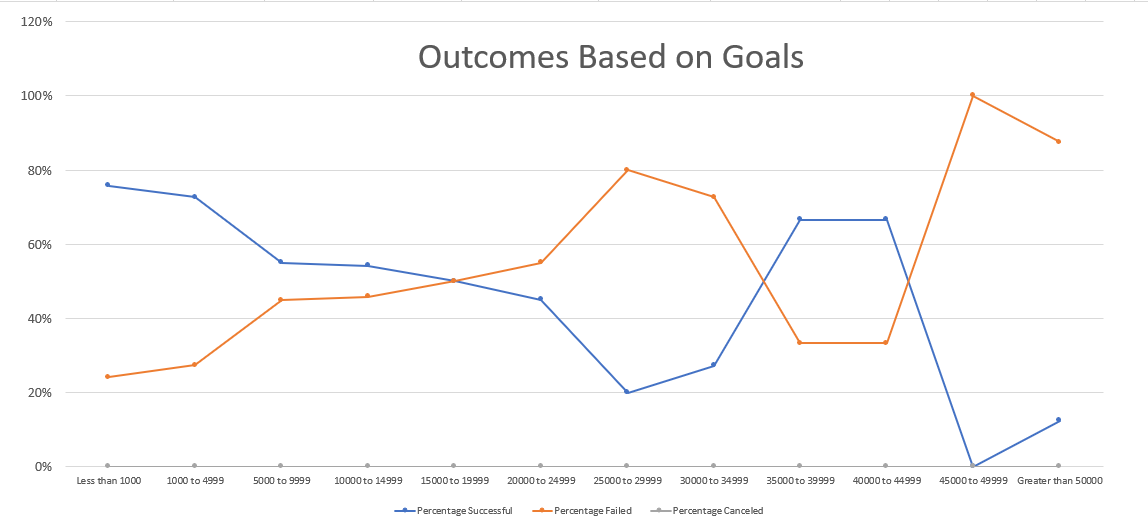 120%
Outcomes Based on Goals
100%
80%
60%
40%
20%
0%
Less than 1000 1000 to 4999 5000 to 9999 10000 to 14999 15000 to 19999 20000 to 24999 25000 to 29999 30000 to 34999 35000 to 39999 40000 to 44999 45000 to 49999 Greater than 50000
Percentage Successful Percentage Failed Percentage Canceled